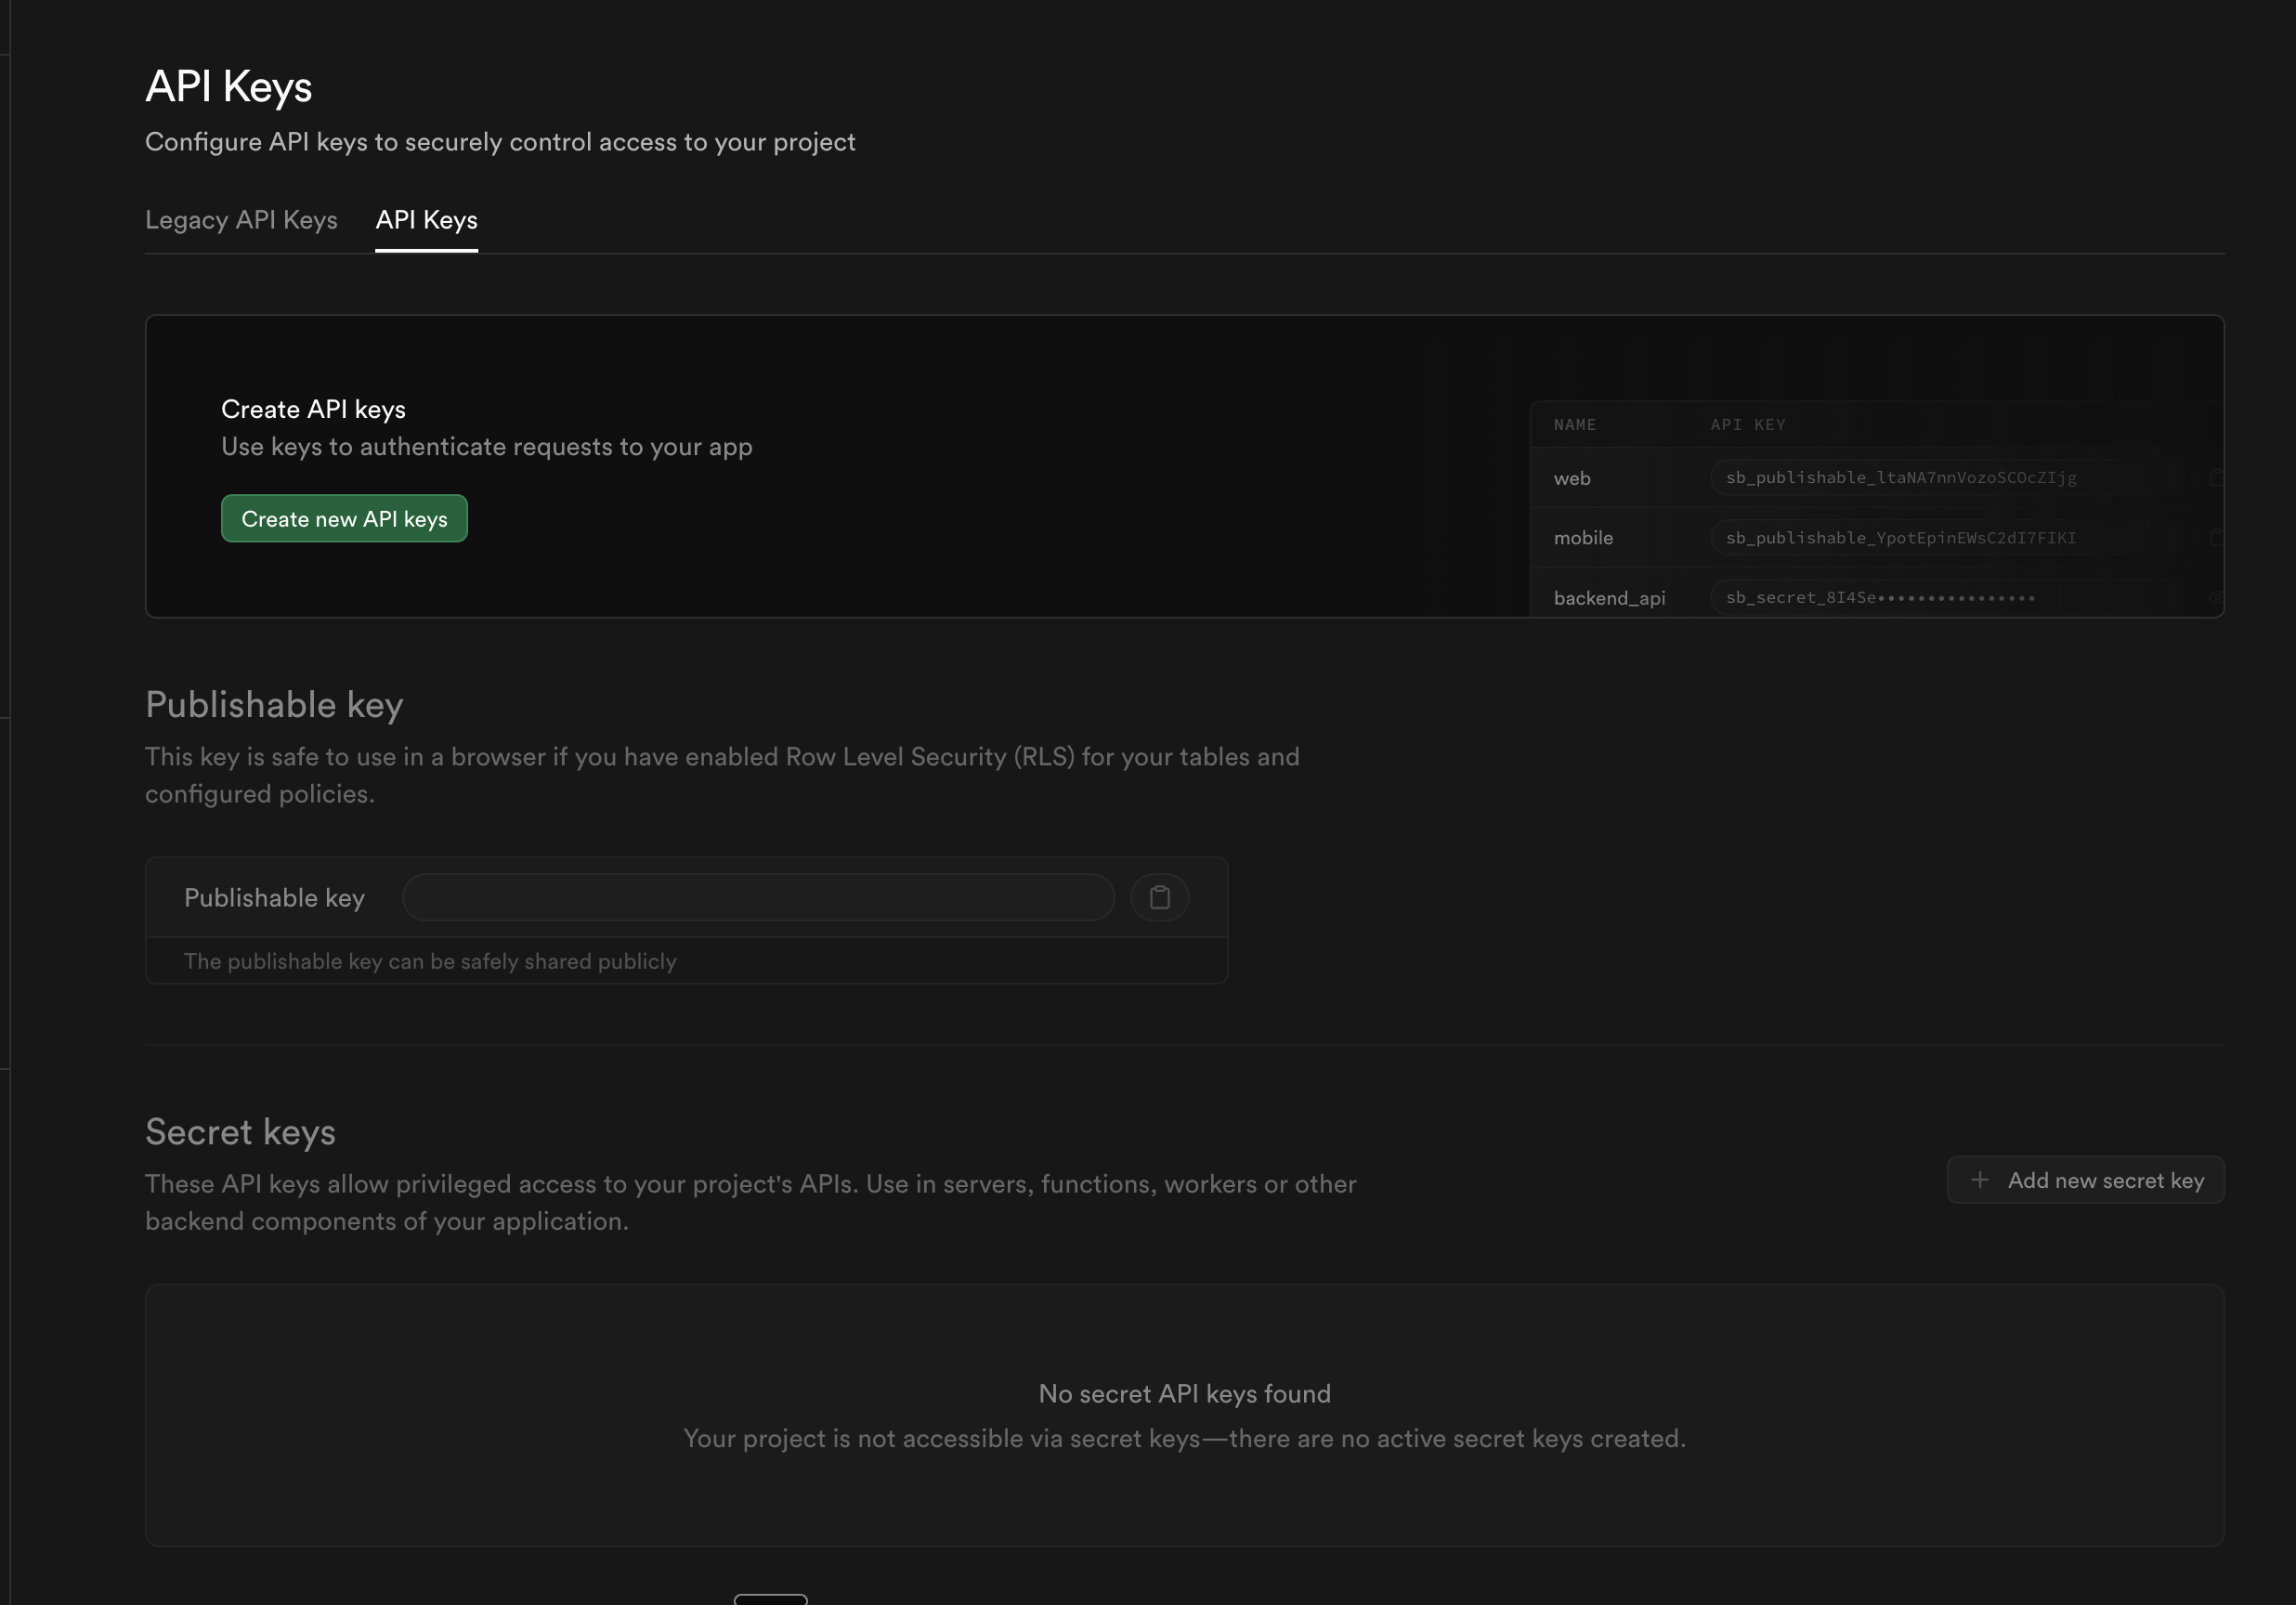 API Keys
Configure API keys to securely control access to your project
Legacy API Keys
API Keys
Create API keys
Use keys to authenticate requests to your app
Create new API keys
NAME API KEY
web sb_publishable_ltaNA7nnVozoSCOcZIjg
mobile sb_publishable_YpotEpinEWsC2dI7FIKI
backend_api sb_secret_8I4Se••••••••••••••••
Publishable key
This key is safe to use in a browser if you have enabled Row Level Security (RLS) for your tables and
configured policies.
Publishable key
The publishable key can be safely shared publicly
Secret keys
These API keys allow privileged access to your project's APIs. Use in servers, functions, workers or other
backend components of your application.
Add new secret key
No secret API keys found
Your project is not accessible via secret keys—there are no active secret keys created.